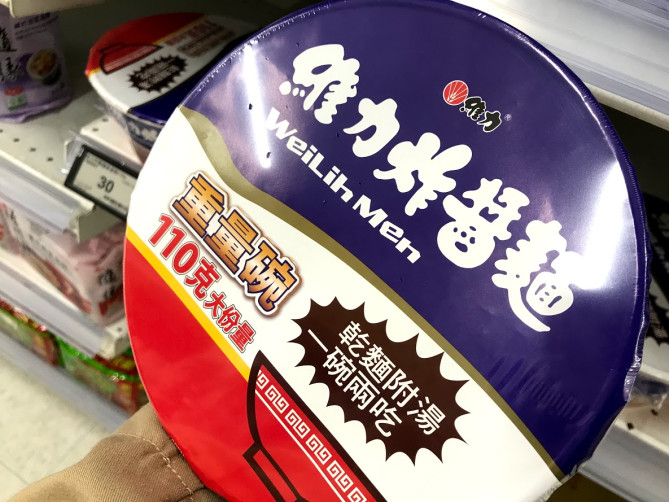 維力®
維力炸醬麵
WeiLih Men
重量碗
110克大份量
乾麵附湯
一碗兩吃
30